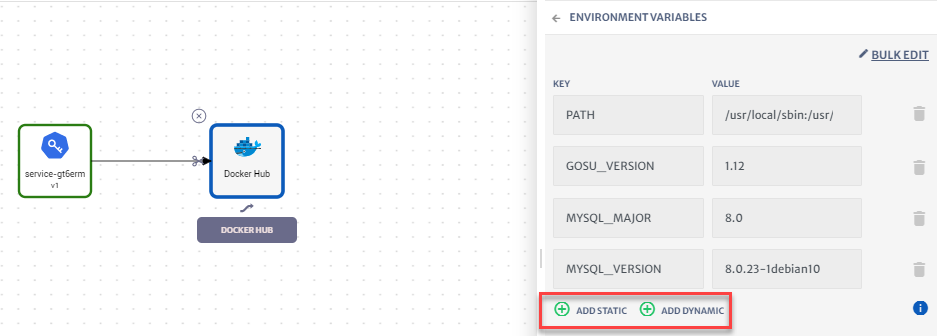 service-gt6erm
v1
Docker Hub
DOCKER HUB
ENVIRONMENT VARIABLES
BULK EDIT
KEY VALUE
PATH /usr/local/sbin:/usr/
GOSU_VERSION 1.12
MYSQL_MAJOR 8.0
MYSQL_VERSION 8.0.23-1debian10
ADD STATIC ADD DYNAMIC